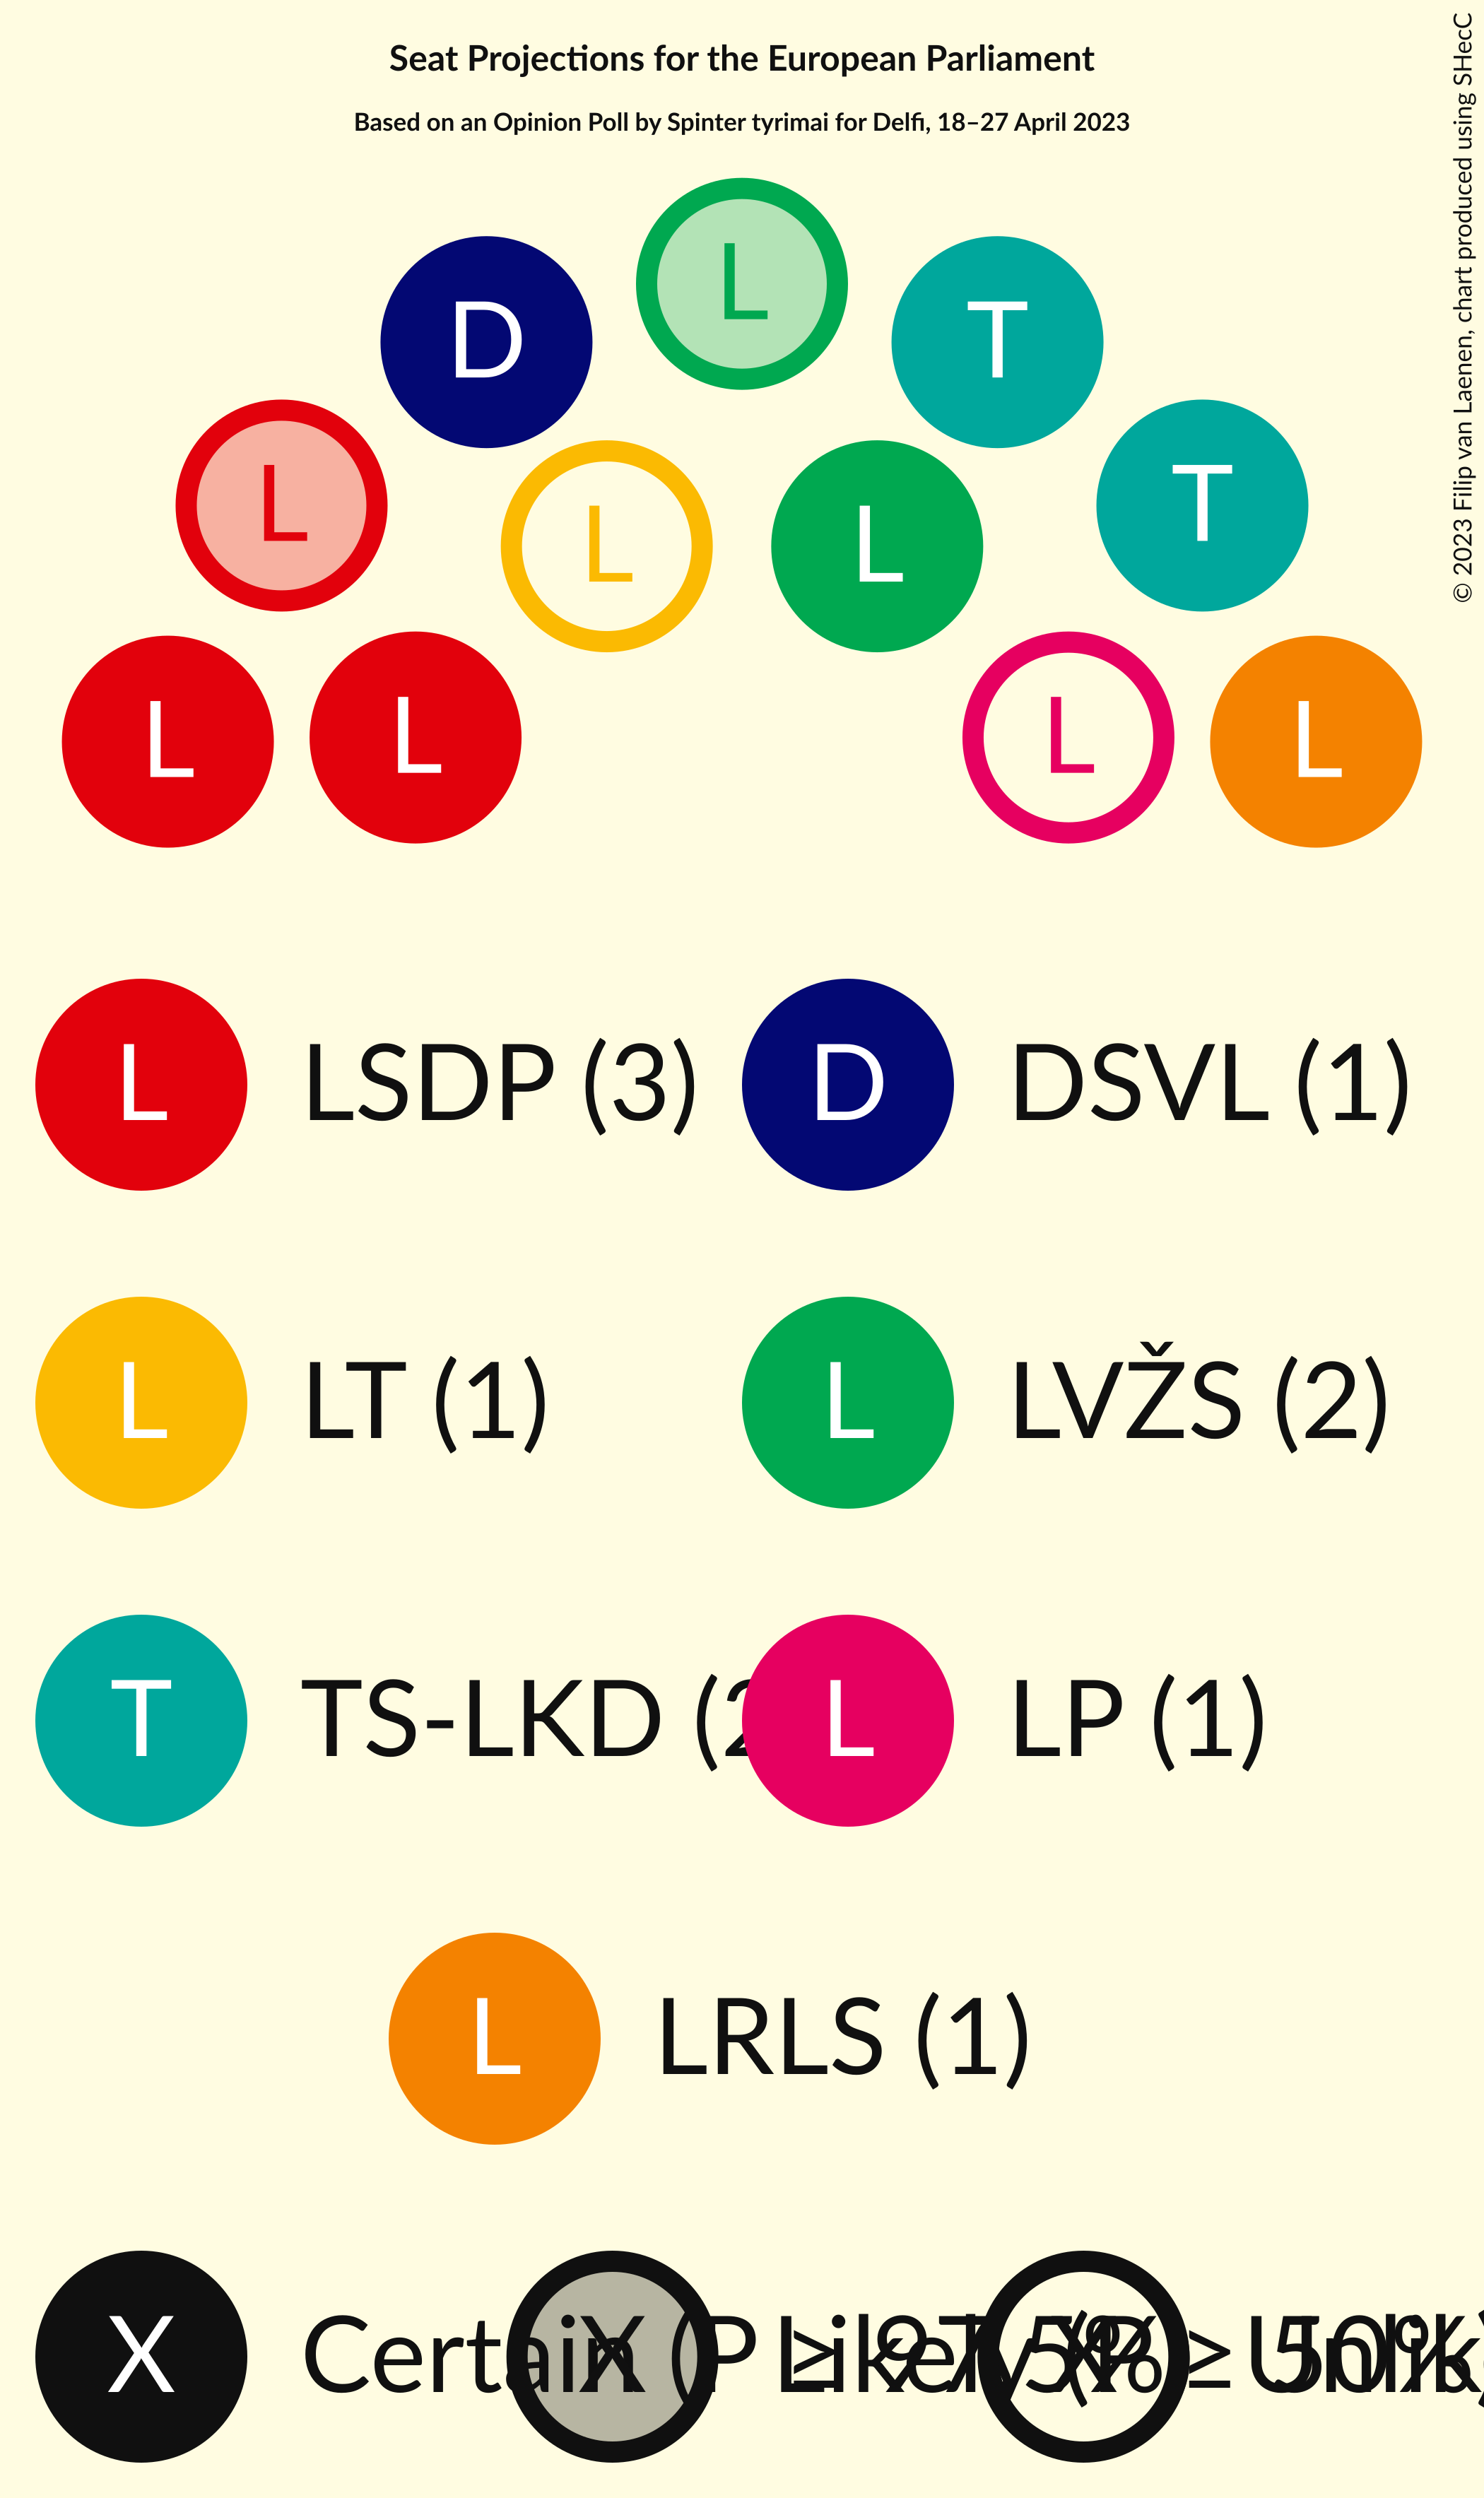 Seat Projections for the European Parliament
Based on an Opinion Poll by Spinter tyrimai for Delfi, 18–27 April 2023
© 2023 Filip van Laenen, chart produced using SHecC
L
D T
L T
L L
L L
L L
L LSDP (3) D DSVL (1)
L LT (1) L LVŽS (2)
T TS-LKD (2 L LP (1)
L LRLS (1)
X Certain X Likely X